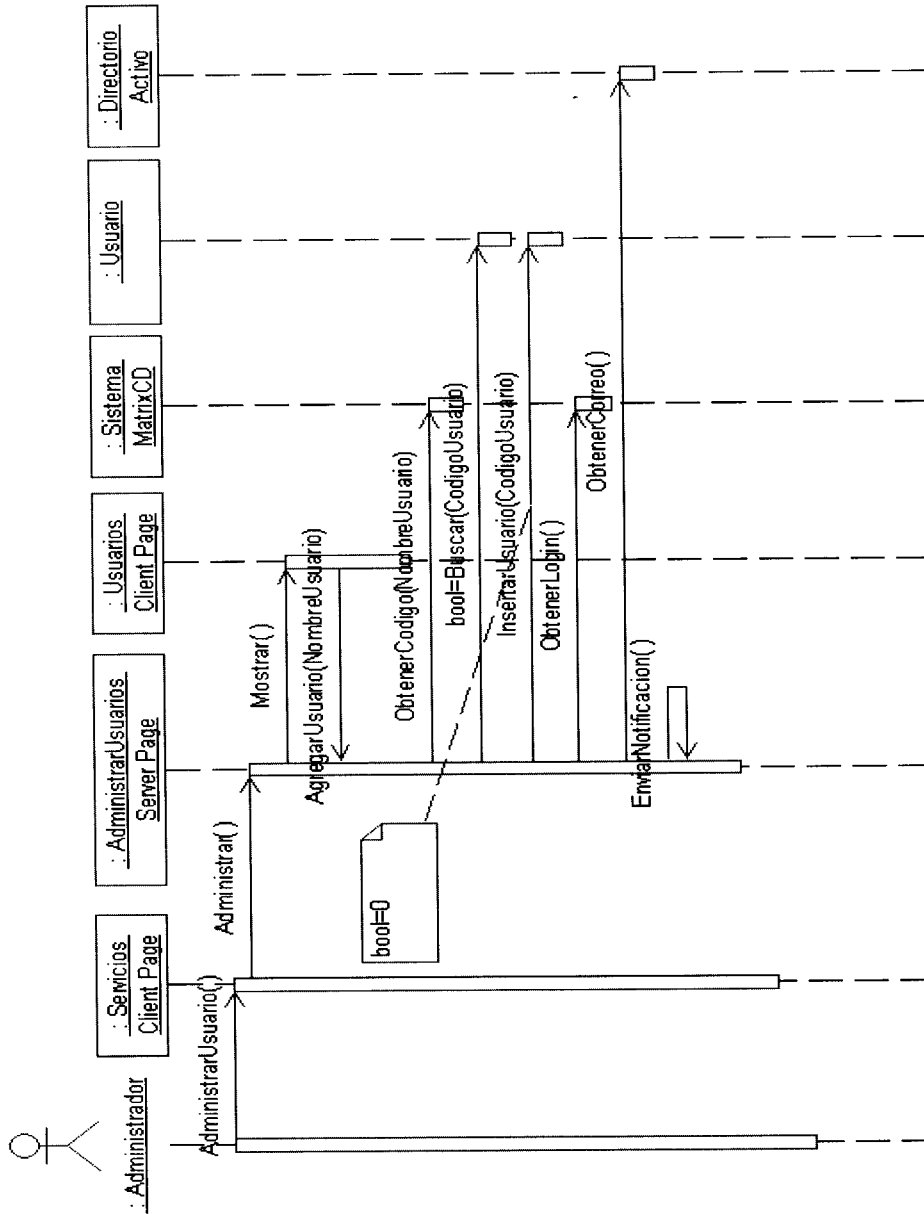 : Administrador
: Servicios
Client Page
: AdministrarUsuarios
Server Page
: Usuarios
Client Page
: Sistema
MatrixCD
: Usuario
: Directorio
Activo
AdministrarUsuario( )
Administrar( )
Mostrar( )
AgregarUsuario(NombreUsuario)
ObtenerCodigo(NombreUsuario)
bool=Buscar(CodigoUsuario)
InsertarUsuario(CodigoUsuario)
ObtenerLogin( )
ObtenerCorreo( )
EnviarNotificacion( )
bool=0